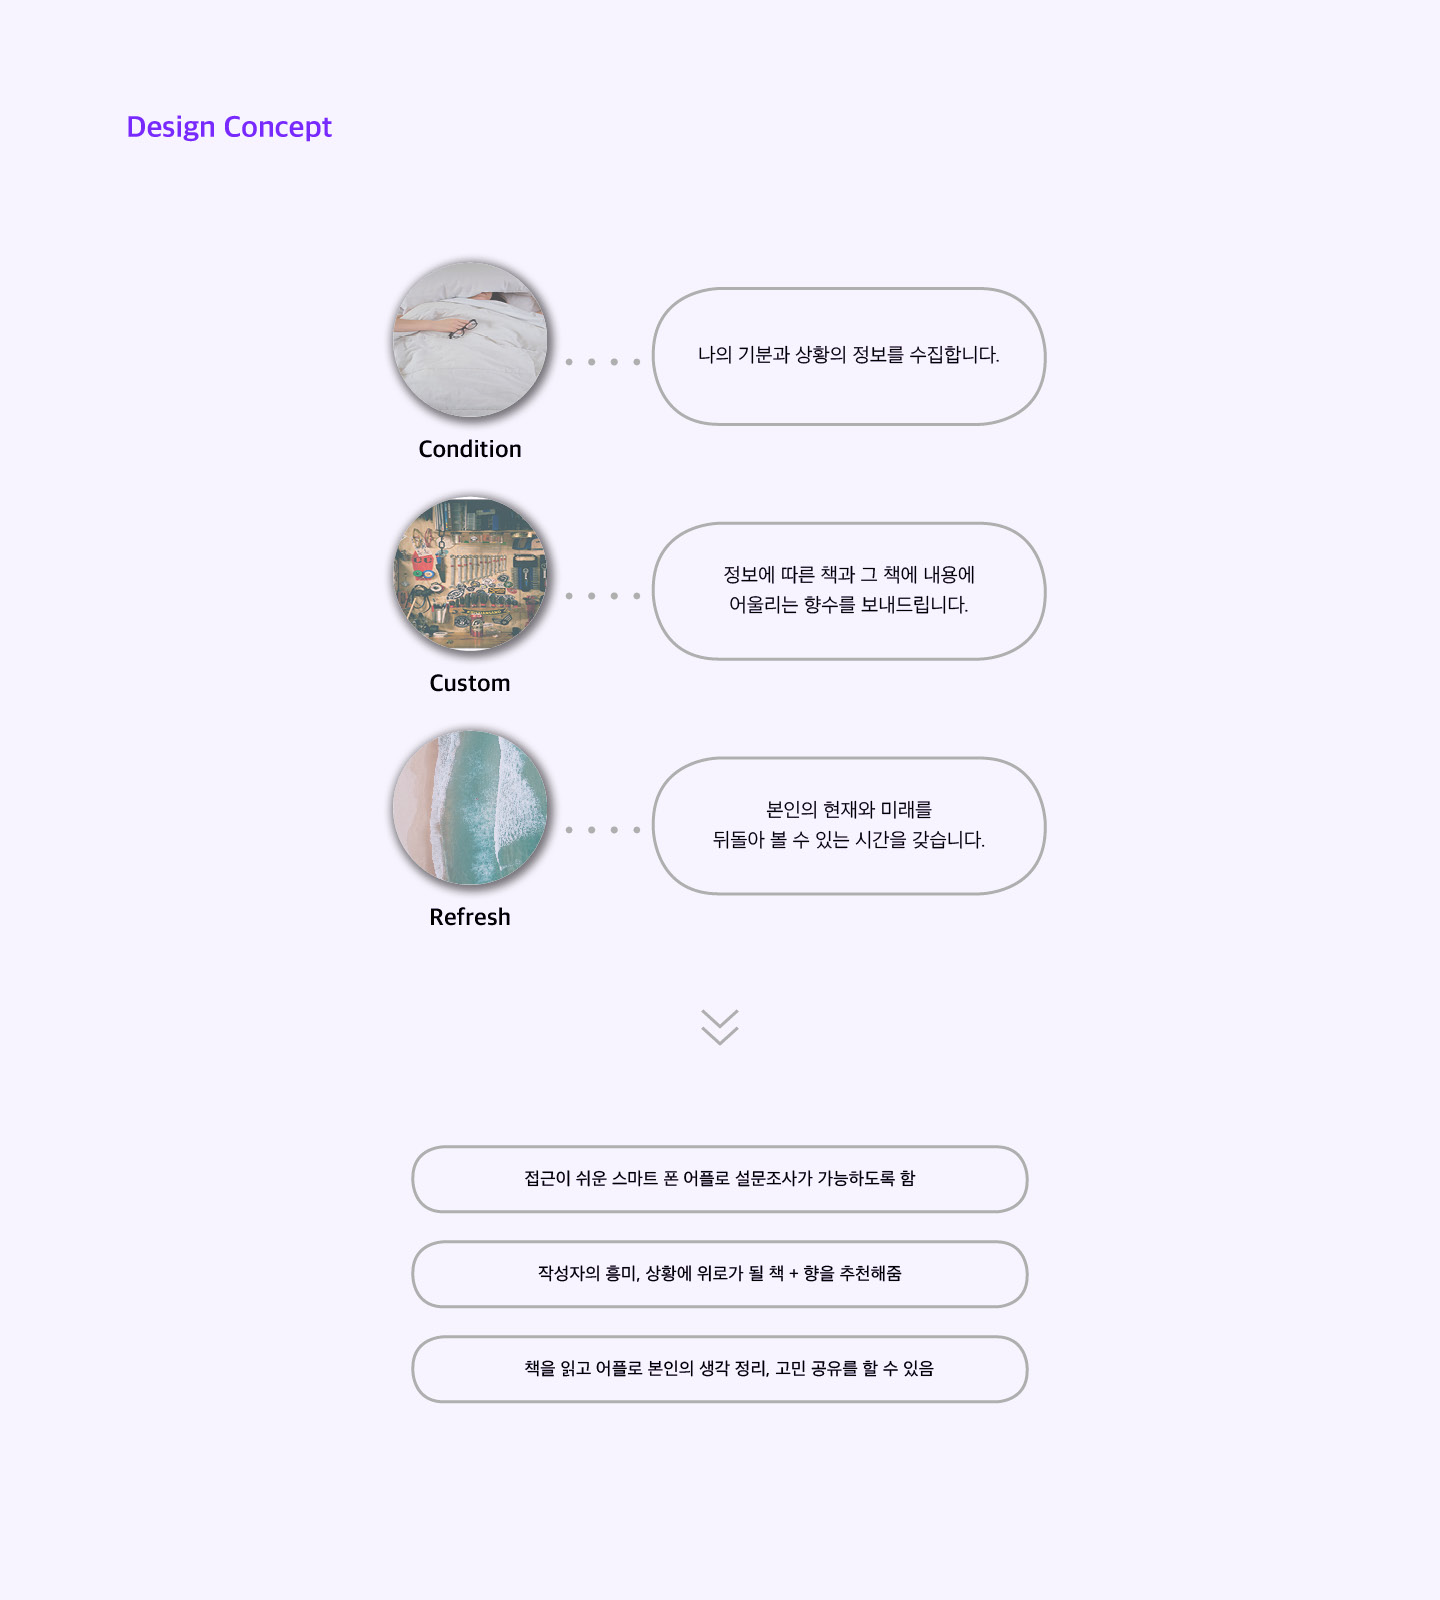 Design Concept
나의 기분과 상황의 정보를 수집합니다.
Condition
정보에 따른 책과 그 책에 내용에
어울리는 향수를 보내드립니다.
Custom
본인의 현재와 미래를
뒤돌아 볼 수 있는 시간을 갖습니다.
Refresh
접근이 쉬운 스마트 폰 어플로 설문조사가 가능하도록 함
작성자의 흥미, 상황에 위로가 될 책 + 향을 추천해줌
책을 읽고 어플로 본인의 생각 정리, 고민 공유를 할 수 있음